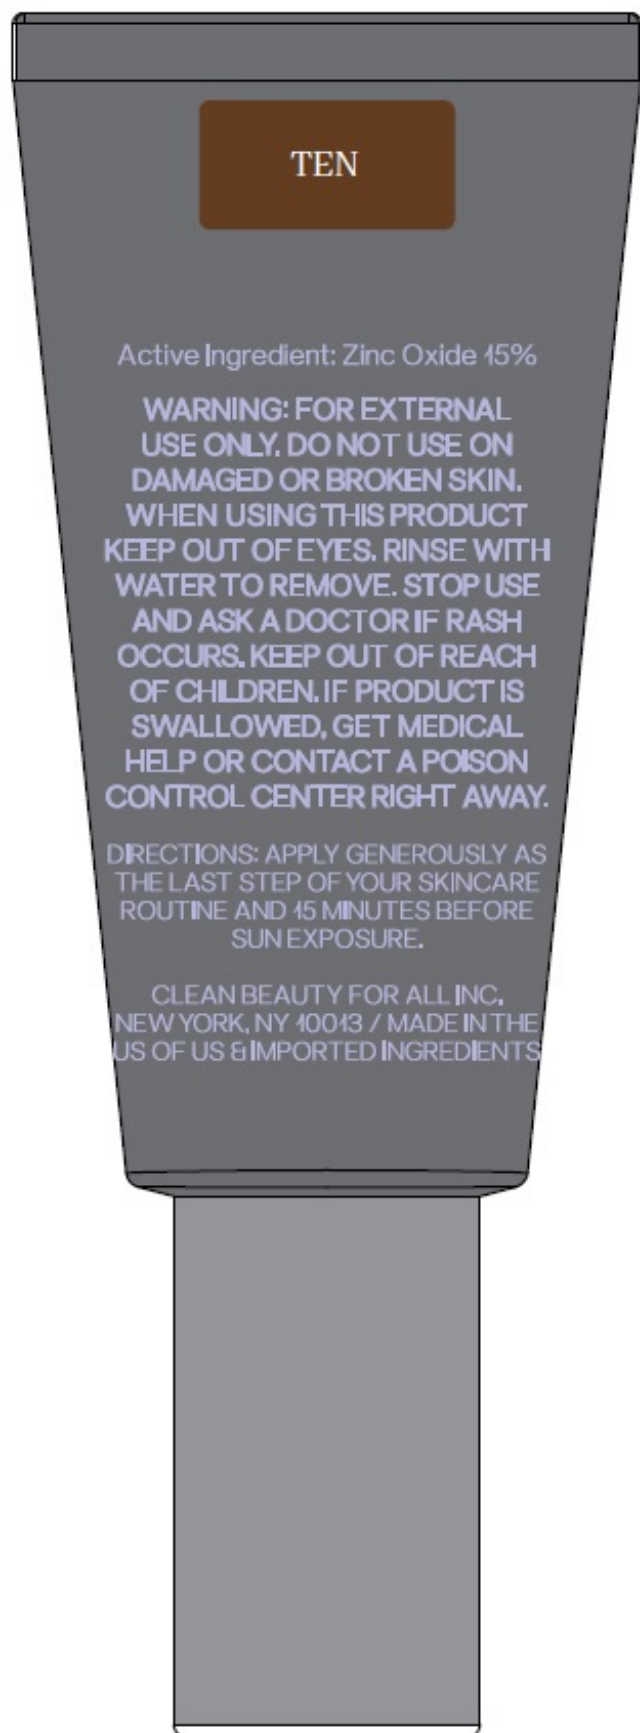 TEN
Active Ingredient: Zinc Oxide 15%
WARNING: FOR EXTERNAL
USE ONLY. DO NOT USE ON
DAMAGED OR BROKEN SKIN.
WHEN USING THIS PRODUCT
KEEP OUT OF EYES. RINSE WITH
WATER TO REMOVE. STOP USE
AND ASK A DOCTOR IF RASH
OCCURS. KEEP OUT OF REACH
OF CHILDREN. IF PRODUCT IS
SWALLOWED, GET MEDICAL
HELP OR CONTACT A POISON
CONTROL CENTER RIGHT AWAY.
DIRECTIONS: APPLY GENEROUSLY AS
THE LAST STEP OF YOUR SKINCARE
ROUTINE AND 15 MINUTES BEFORE
SUN EXPOSURE.
CLEAN BEAUTY FOR ALL INC.
NEW YORK, NY 10013 / MADE IN THE
US OF US & IMPORTED INGREDIENTS